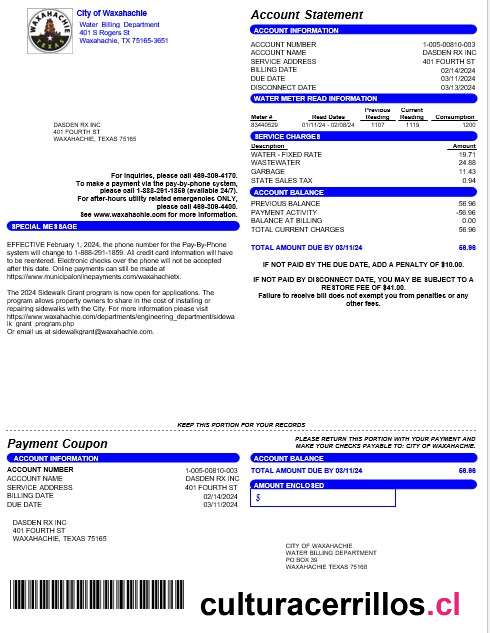 City of Waxahachie
Water Billing Department
401 S Rogers St
Waxahachie, TX 75165-3651
WAXAHACHIE
TEXAS
DASDEN RX INC
401 FOURTH ST
WAXAHACHIE, TEXAS 75165
For inquiries, please call 469-309-4170.
To make a payment via the pay-by-phone system,
please call 1-888-291-1859 (available 24/7).
For after-hours utility related emergencies ONLY,
please call 469-309-4400.
See www.waxahachie.com for more information.
SPECIAL MESSAGE
EFFECTIVE February 1, 2024, the phone number for the Pay-By-Phone
system will change to 1-888-291-1859. All credit card information will have
to be reentered. Electronic checks over the phone will not be accepted
after this date. Online payments can still be made at
https://www.municipalonlinepayments.com/waxahachietx.
The 2024 Sidewalk Grant program is now open for applications. The
program allows property owners to share in the cost of installing or
repairing sidewalks with the City. For more information please visit
https://www.waxahachie.com/departments/engineering_department/sidewa
lk_grant_program.php
Or email us at sidewalkgrant@waxahachie.com.
Account Statement
ACCOUNT INFORMATION
ACCOUNT NUMBER 1-005-00810-003
ACCOUNT NAME DASDEN RX INC
SERVICE ADDRESS 401 FOURTH ST
BILLING DATE 02/14/2024
DUE DATE 03/11/2024
DISCONNECT DATE 03/13/2024
WATER METER READ INFORMATION
Meter # Read Dates Previous Reading Current Reading Consumption
83440529 01/11/24 - 02/08/24 1107 1119 1200
SERVICE CHARGES
Description Amount
WATER - FIXED RATE 19.71
WASTEWATER 24.88
GARBAGE 11.43
STATE SALES TAX 0.94
ACCOUNT BALANCE
PREVIOUS BALANCE 56.96
PAYMENT ACTIVITY -56.96
BALANCE AT BILLING 0.00
TOTAL CURRENT CHARGES 56.96
TOTAL AMOUNT DUE BY 03/11/24 56.96
IF NOT PAID BY THE DUE DATE, ADD A PENALTY OF $10.00.
IF NOT PAID BY DISCONNECT DATE, YOU MAY BE SUBJECT TO A
RESTORE FEE OF $41.00.
Failure to receive bill does not exempt you from penalties or any
other fees.
KEEP THIS PORTION FOR YOUR RECORDS
Payment Coupon
PLEASE RETURN THIS PORTION WITH YOUR PAYMENT AND
MAKE YOUR CHECKS PAYABLE TO: CITY OF WAXAHACHIE.
ACCOUNT INFORMATION
ACCOUNT NUMBER 1-005-00810-003
ACCOUNT NAME DASDEN RX INC
SERVICE ADDRESS 401 FOURTH ST
BILLING DATE 02/14/2024
DUE DATE 03/11/2024
ACCOUNT BALANCE
TOTAL AMOUNT DUE BY 03/11/24 56.96
AMOUNT ENCLOSED
$
DASDEN RX INC
401 FOURTH ST
WAXAHACHIE, TEXAS 75165
CITY OF WAXAHACHIE
WATER BILLING DEPARTMENT
PO BOX 39
WAXAHACHIE TEXAS 75168
culturacerrillos.cl